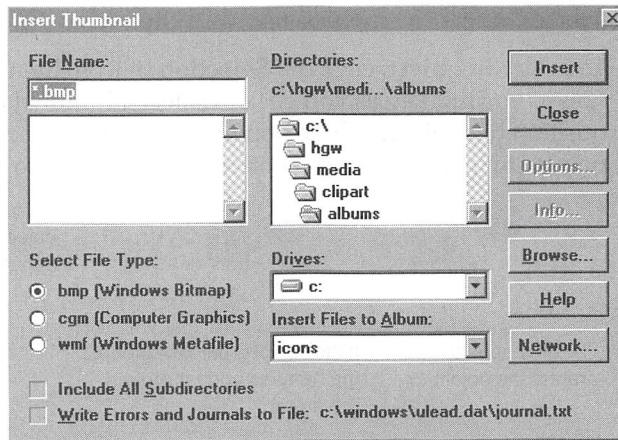 Insert Thumbnail
File Name:
*.bmp
Directories:
c:\hgw\medi...\albums
c:\
hgw
media
clipart
albums
Select File Type:
bmp (Windows Bitmap)
cgm (Computer Graphics)
wmf (Windows Metafile)
Drives:
c:
Insert Files to Album:
icons
Include All Subdirectories
Write Errors and Journals to File: c:\windows\ulead.dat\journal.txt
Insert
Close
Options...
Info...
Browse...
Help
Network...